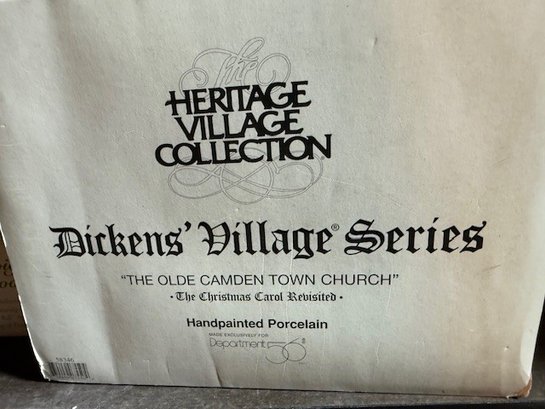 The
HERITAGE
VILLAGE
COLLECTION
Dickens' Village® Series
"THE OLDE CAMDEN TOWN CHURCH"
• The Christmas Carol Revisited •
Handpainted Porcelain
MADE EXCLUSIVELY FOR
Department 56®
58346